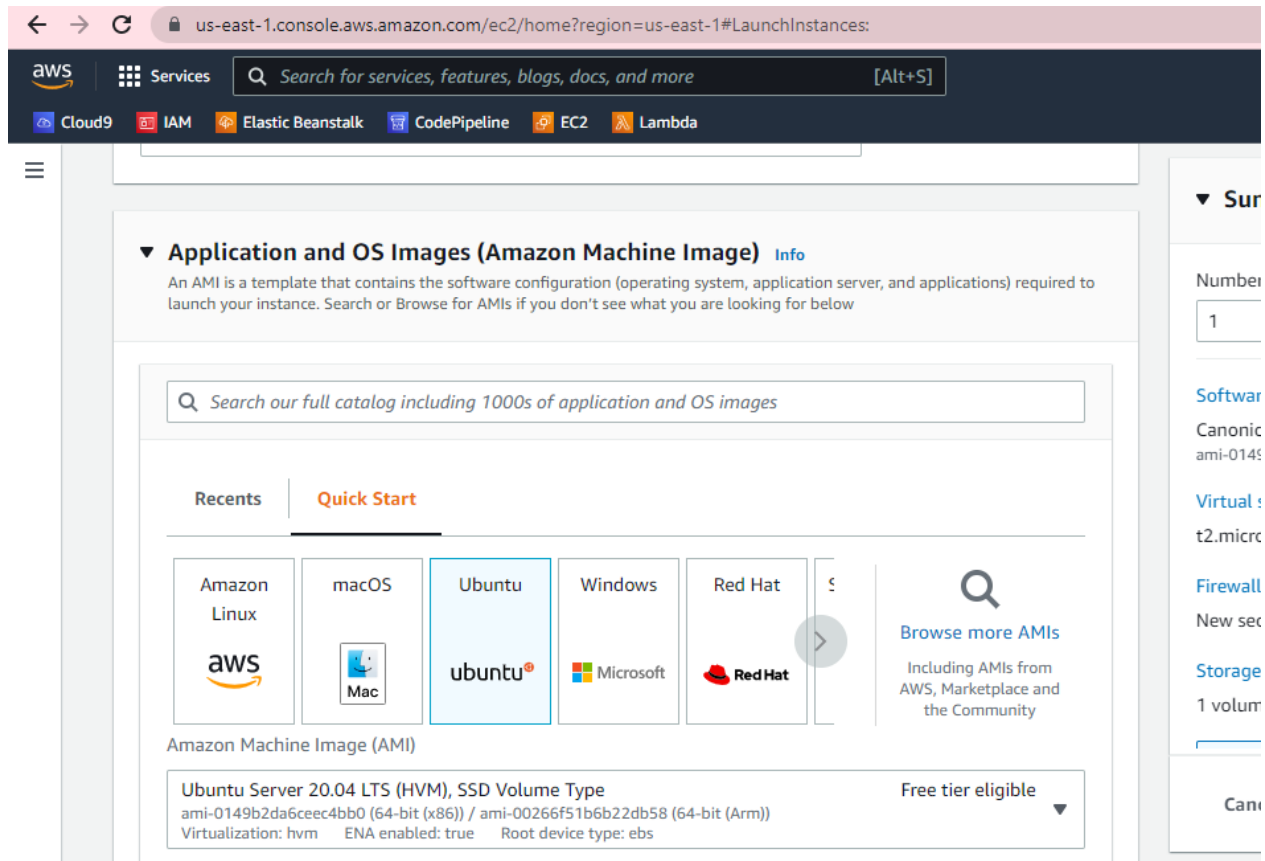 us-east-1.console.aws.amazon.com/ec2/home?region=us-east-1#LaunchInstances:
aws Services Search for services, features, blogs, docs, and more [Alt+S]
Cloud9 IAM Elastic Beanstalk CodePipeline EC2 Lambda
Application and OS Images (Amazon Machine Image) Info
An AMI is a template that contains the software configuration (operating system, application server, and applications) required to
launch your instance. Search or Browse for AMIs if you don't see what you are looking for below
Search our full catalog including 1000s of application and OS images
Recents Quick Start
Amazon Linux
aws
macOS
Mac
Ubuntu
ubuntu
Windows
Microsoft
Red Hat
Red Hat
Browse more AMIs
Including AMIs from
AWS, Marketplace and
the Community
Amazon Machine Image (AMI)
Ubuntu Server 20.04 LTS (HVM), SSD Volume Type Free tier eligible
ami-0149b2da6ceec4bb0 (64-bit (x86)) / ami-00266f51b6b22db58 (64-bit (Arm))
Virtualization: hvm ENA enabled: true Root device type: ebs
1
Virtual
t2.micro
Firewall
New
Storage
1